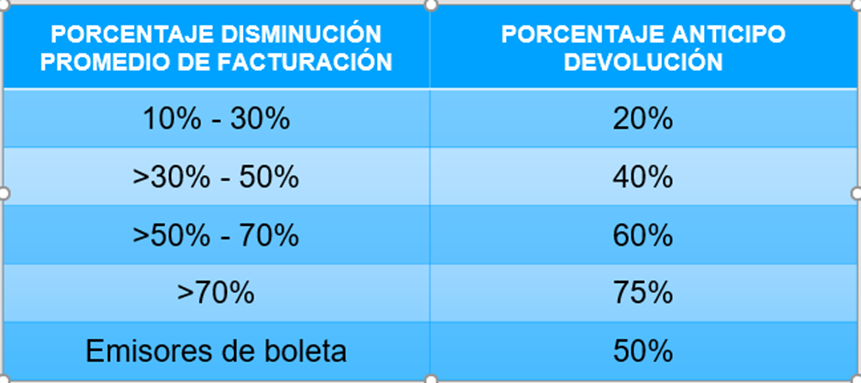 PORCENTAJE DISMINUCIÓN PROMEDIO DE FACTURACIÓN PORCENTAJE ANTICIPO DEVOLUCIÓN
10% - 30% 20%
>30% - 50% 40%
>50% - 70% 60%
>70% 75%
Emisores de boleta 50%